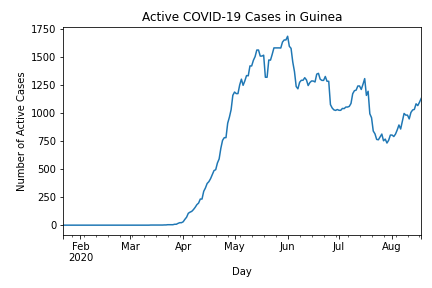 Active COVID-19 Cases in Guinea
Number of Active Cases
1750
1500
1250
1000
750
500
250
0
Feb Mar Apr May Jun Jul Aug
2020
Day